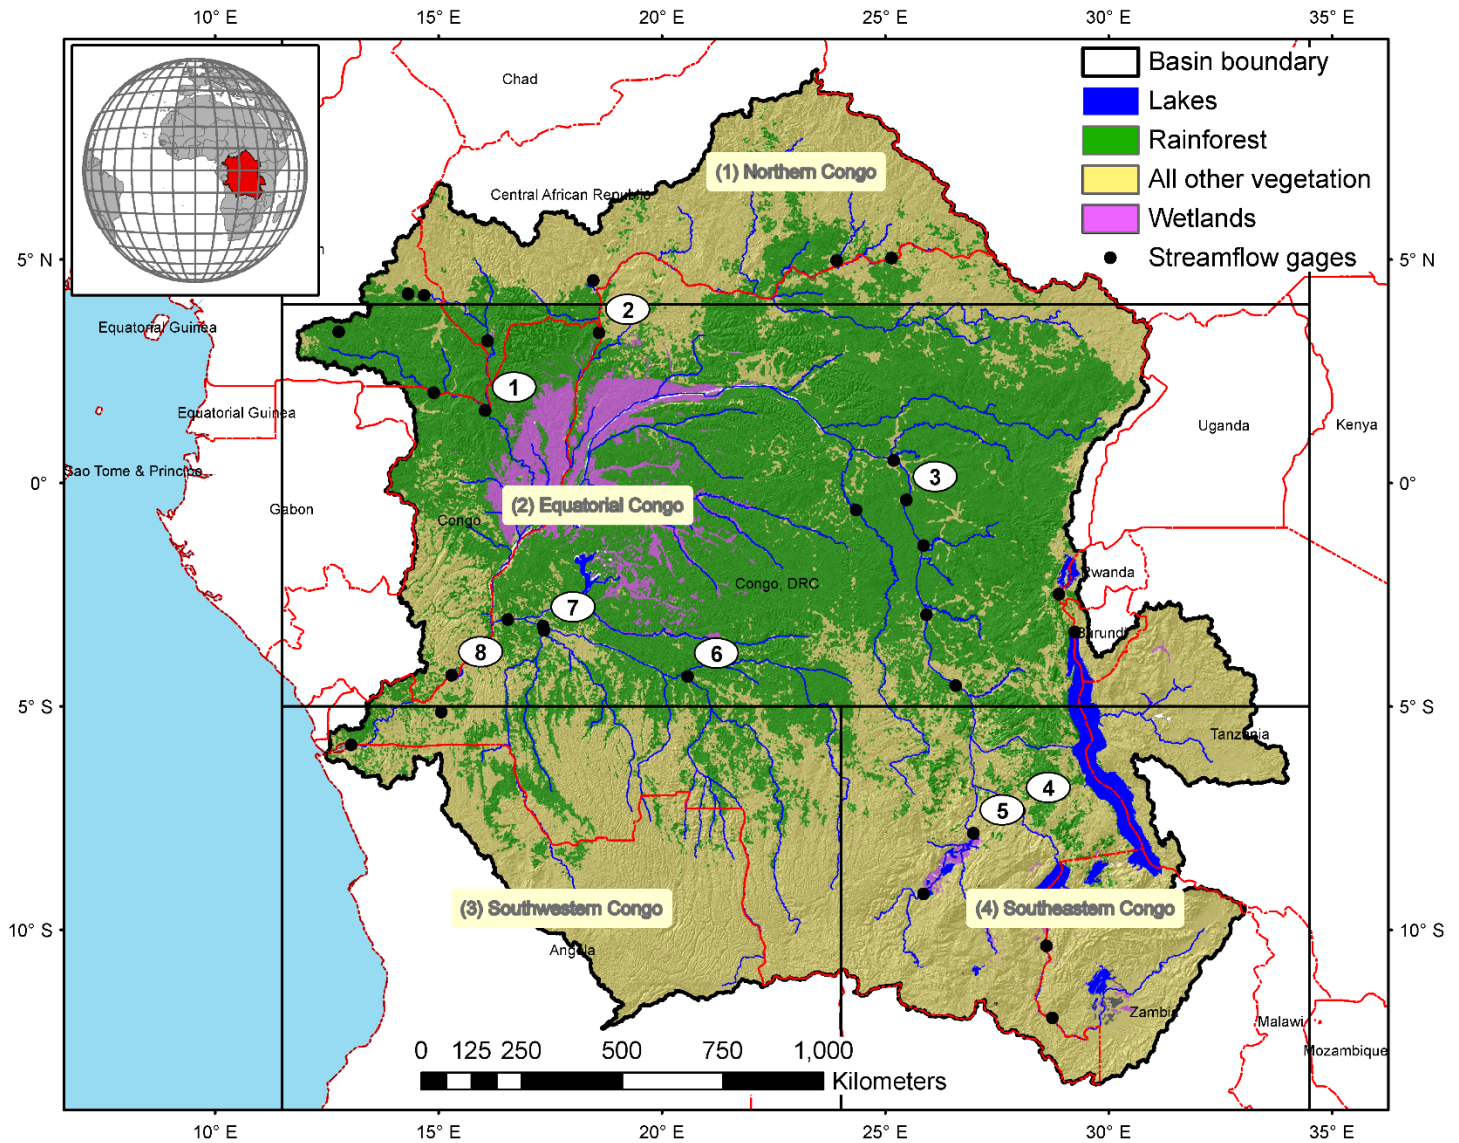 10° E 15° E 20° E 25° E 30° E 35° E
Basin boundary
Lakes
Rainforest
All other vegetation
Wetlands
Streamflow gages
Chad
(1) Northern Congo
Central African Republic
n
5° N 5° N
2
Equatorial Guinea
1
Equatorial Guinea
Uganda
Kenya
Sao Tome & Principe
3
0° 0°
Gabon
(2) Equatorial Congo
Congo
Rwanda
Congo, DRC
7
Burundi
8
6
5° S 5° S
Tanzania
4
5
(3) Southwestern Congo
(4) Southeastern Congo
10° S 10° S
Angola
Zambia
Malawi
Mozambique
0 125 250 500 750 1,000
Kilometers
10° E 15° E 20° E 25° E 30° E 35° E